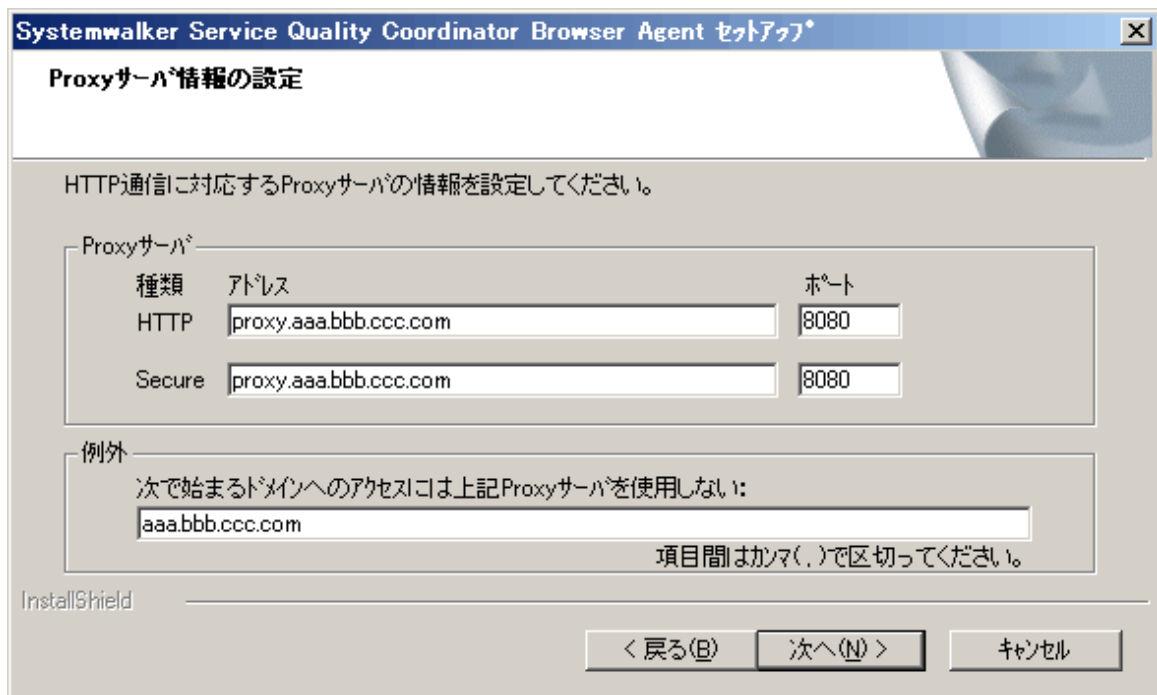 Systemwalker Service Quality Coordinator Browser Agent ｾｯﾄｱｯﾌﾟ
Proxyｻｰﾊﾞ情報の設定
HTTP通信に対応するProxyｻｰﾊﾞの情報を設定してください。
Proxyｻｰﾊﾞ
種類 ｱﾄﾞﾚｽ ﾎﾟｰﾄ
HTTP proxy.aaa.bbb.ccc.com 8080
Secure proxy.aaa.bbb.ccc.com 8080
例外
次で始まるﾄﾞﾒｲﾝへのｱｸｾｽには上記Proxyｻｰﾊﾞを使用しない:
aaa.bbb.ccc.com
項目間はｶﾝﾏ( , )で区切ってください。
InstallShield
< 戻る(B) 次へ(N) > ｷｬﾝｾﾙ